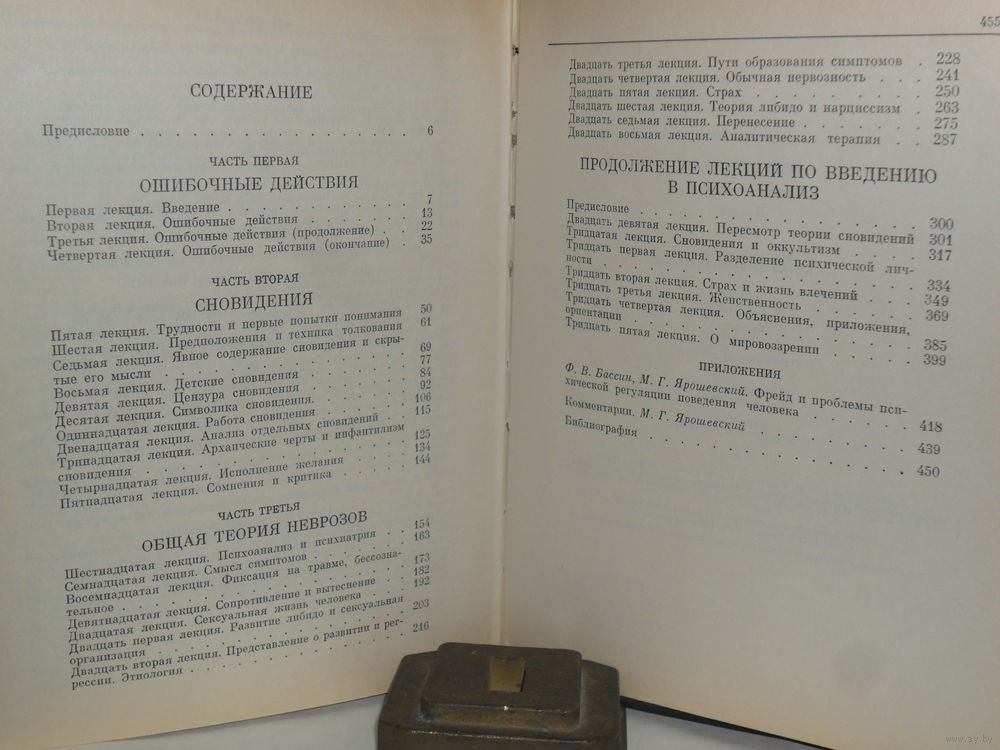 СОДЕРЖАНИЕ
Предисловие . . . . . . . . . . . . . . . . . 6
ЧАСТЬ ПЕРВАЯ
ОШИБОЧНЫЕ ДЕЙСТВИЯ
Первая лекция. Введение . . . . . . . . . . . 7
Вторая лекция. Ошибочные действия . . . . . . 13
Третья лекция. Ошибочные действия (продолжение) . . 22
Четвертая лекция. Ошибочные действия (окончание) . 35
ЧАСТЬ ВТОРАЯ
СНОВИДЕНИЯ
Пятая лекция. Трудности и первые попытки понимания 50
Шестая лекция. Предположения и техника толкования 61
Седьмая лекция. Явное содержание сновидения и скры-
тые его мысли . . . . . . . . . . . . . . 69
Восьмая лекция. Детские сновидения . . . . . . 77
Девятая лекция. Цензура сновидения . . . . . . 84
Десятая лекция. Символика сновидения. . . . . . 92
Одиннадцатая лекция. Работа сновидения . . . . . 106
Двенадцатая лекция. Анализ отдельных сновидений . . 115
Тринадцатая лекция. Архаические черты и инфантилизм
сновидения . . . . . . . . . . . . . . . 125
Четырнадцатая лекция. Исполнение желания . . . . 134
Пятнадцатая лекция. Сомнения и критика . . . . . 144
ЧАСТЬ ТРЕТЬЯ
ОБЩАЯ ТЕОРИЯ НЕВРОЗОВ
Шестнадцатая лекция. Психоанализ и психиатрия . . 154
Семнадцатая лекция. Смысл симптомов . . . . . . 163
Восемнадцатая лекция. Фиксация на травме, бессозна-
тельное . . . . . . . . . . . . . . . . 173
Девятнадцатая лекция. Сопротивление и вытеснение . . 182
Двадцатая лекция. Сексуальная жизнь человека . . . 192
Двадцать первая лекция. Развитие либидо и сексуальная
организация . . . . . . . . . . . . . . . 203
Двадцать вторая лекция. Представление о развитии и рег-
рессии. Этиология . . . . . . . . . . . . . 216
455
Двадцать третья лекция. Пути образования симптомов . 228
Двадцать четвертая лекция. Обычная нервозность . . . 241
Двадцать пятая лекция. Страх . . . . . . . . . 250
Двадцать шестая лекция. Теория либидо и нарциссизм . 263
Двадцать седьмая лекция. Перенесение . . . . . . . 275
Двадцать восьмая лекция. Аналитическая терапия . . 287
ПРОДОЛЖЕНИЕ ЛЕКЦИЙ ПО ВВЕДЕНИЮ
В ПСИХОАНАЛИЗ
Предисловие . . . . . . . . . . . . . . . . 300
Двадцать девятая лекция. Пересмотр теории сновидений 301
Тридцатая лекция. Сновидения и оккультизм . . . . 317
Тридцать первая лекция. Разделение психической лич-
ности . . . . . . . . . . . . . . . . . 334
Тридцать вторая лекция. Страх и жизнь влечений . . . 349
Тридцать третья лекция. Женственность . . . . . . 369
Тридцать четвертая лекция. Объяснения, приложения,
ориентации . . . . . . . . . . . . . . . 385
Тридцать пятая лекция. О мировоззрении . . . . . 399
ПРИЛОЖЕНИЯ
Ф. В. Бассин, М. Г. Ярошевский. Фрейд и проблемы пси-
хической регуляции поведения человека . . . . . 418
Комментарии. М. Г. Ярошевский . . . . . . . . 439
Библиография . . . . . . . . . . . . . . . 450
www.ay.by